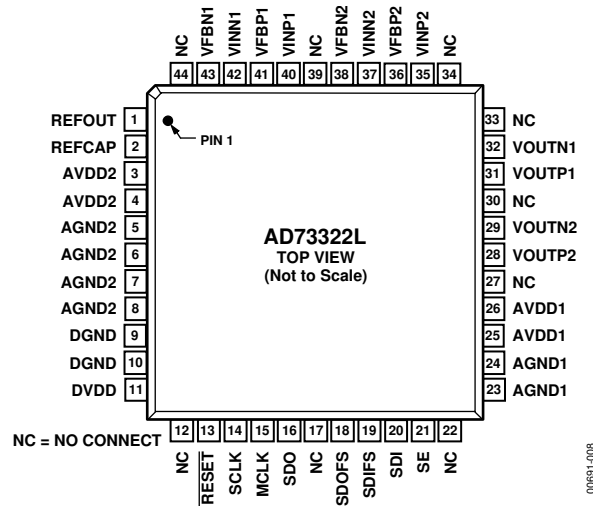 NC VFBN1 VINN1 VFBP1 VINP1 NC VFBN2 VINN2 VFBP2 VINP2 NC
44 43 42 41 40 39 38 37 36 35 34
REFOUT 1
REFCAP 2
AVDD2 3
AVDD2 4
AGND2 5
AGND2 6
AGND2 7
AGND2 8
DGND 9
DGND 10
DVDD 11
PIN 1
AD73322L
TOP VIEW
(Not to Scale)
33 NC
32 VOUTN1
31 VOUTP1
30 NC
29 VOUTN2
28 VOUTP2
27 NC
26 AVDD1
25 AVDD1
24 AGND1
23 AGND1
12 13 14 15 16 17 18 19 20 21 22
NC RESET SCLK MCLK SDO NC SDOFS SDIFS SDI SE NC
NC = NO CONNECT
00691-008